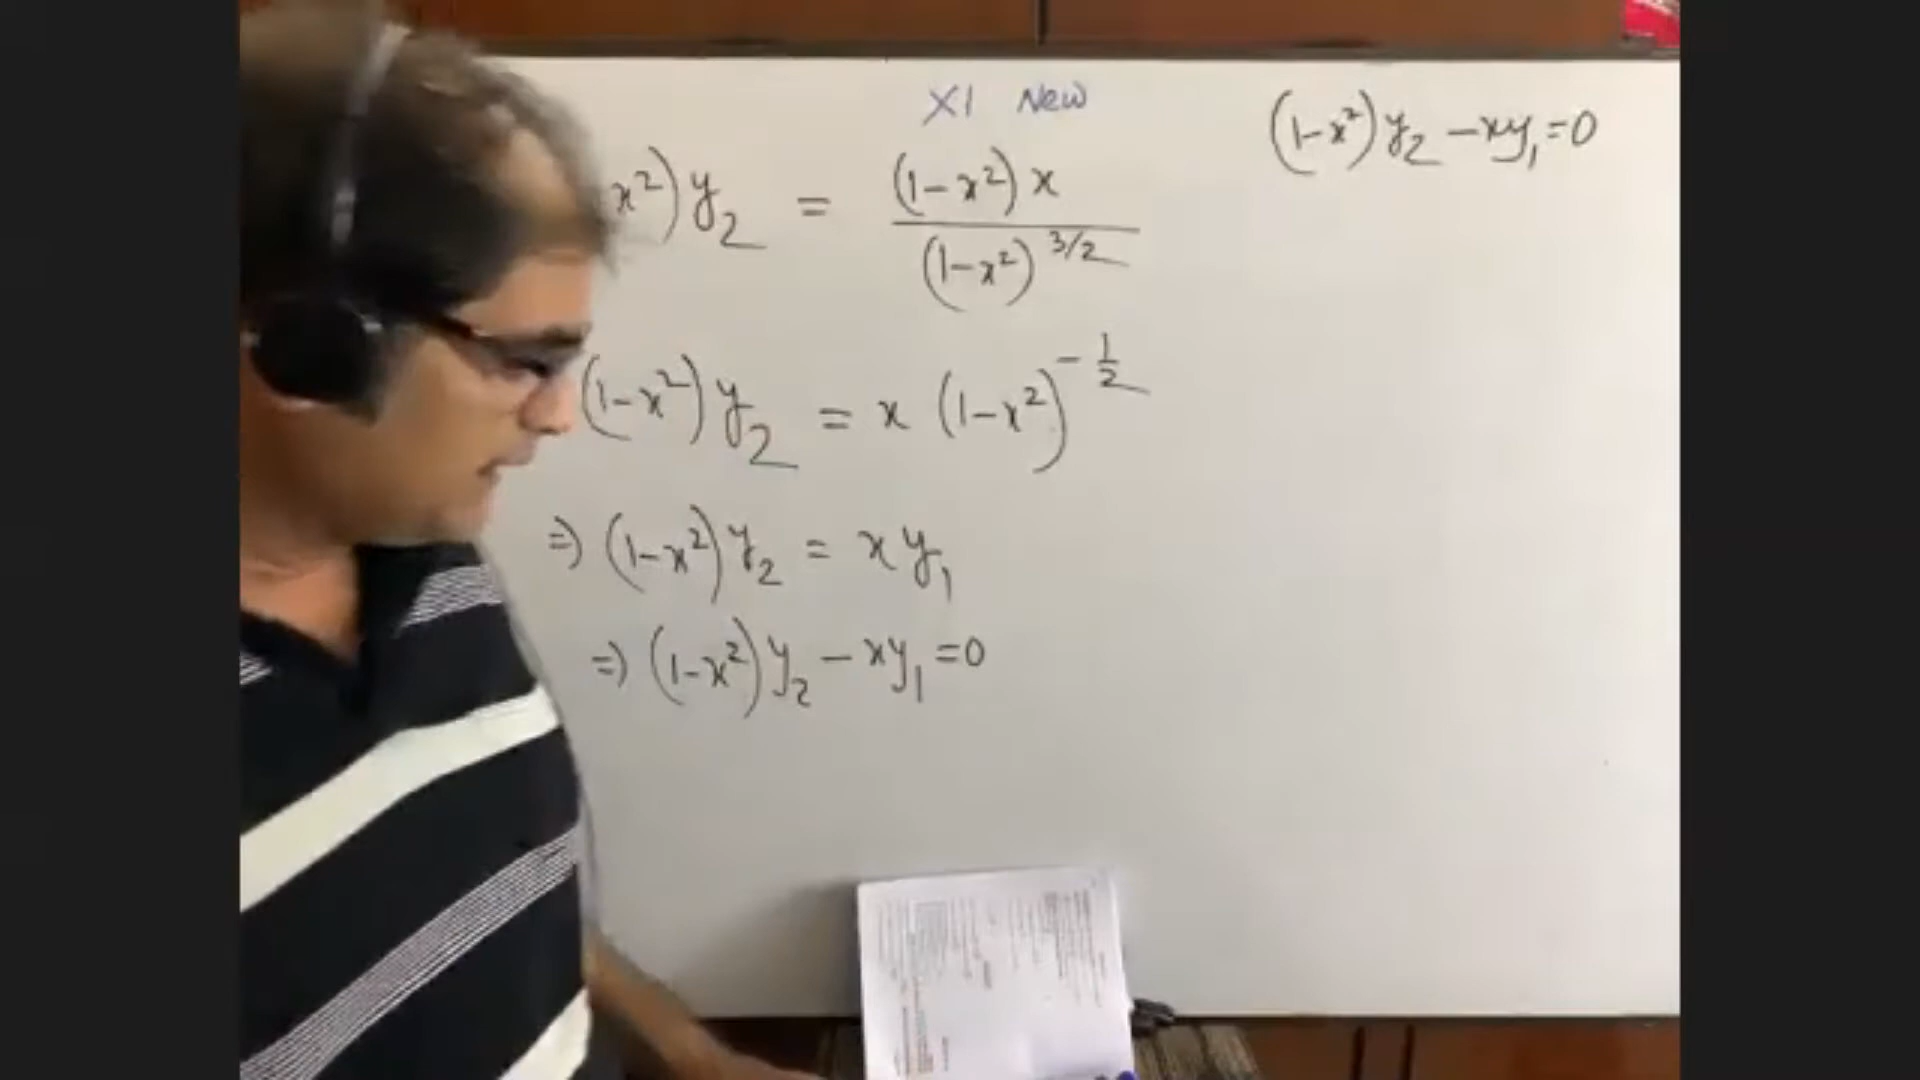 XI New
(1-x²)y₂ - xy₁ = 0
x²)y₂ = (1-x²)x / (1-x²)^3/2
(1-x²)y₂ = x (1-x²)^-1/2
⇒ (1-x²)y₂ = xy₁
⇒ (1-x²)y₂ - xy₁ = 0